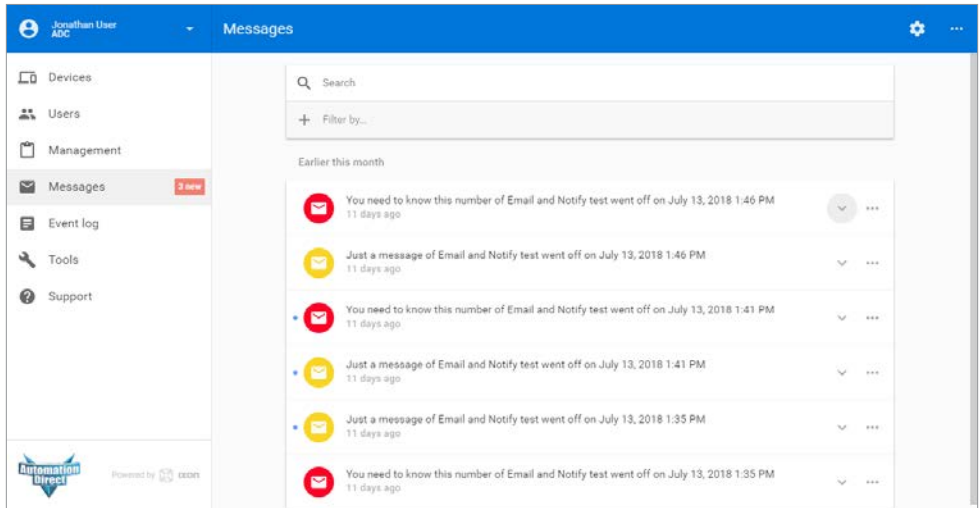 Jonathan User
ADC
Messages
Devices
Users
Management
Messages 3 new
Event log
Tools
Support
Automation
Direct
Powered by ixon
Search
Filter by...
Earlier this month
You need to know this number of Email and Notify test went off on July 13, 2018 1:46 PM
11 days ago
Just a message of Email and Notify test went off on July 13, 2018 1:46 PM
11 days ago
You need to know this number of Email and Notify test went off on July 13, 2018 1:41 PM
11 days ago
Just a message of Email and Notify test went off on July 13, 2018 1:41 PM
11 days ago
Just a message of Email and Notify test went off on July 13, 2018 1:35 PM
11 days ago
You need to know this number of Email and Notify test went off on July 13, 2018 1:35 PM
11 days ago